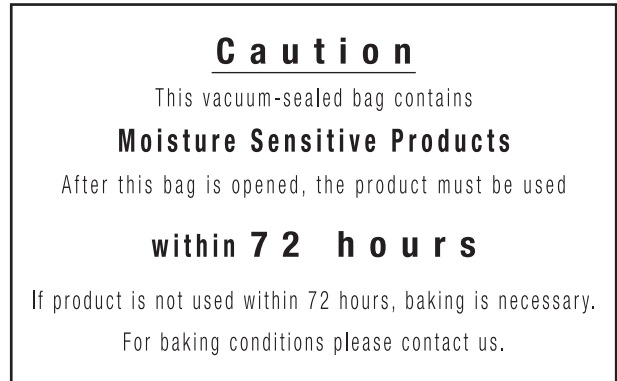 Caution
This vacuum-sealed bag contains
Moisture Sensitive Products
After this bag is opened, the product must be used
within 72 hours
If product is not used within 72 hours, baking is necessary.
For baking conditions please contact us.